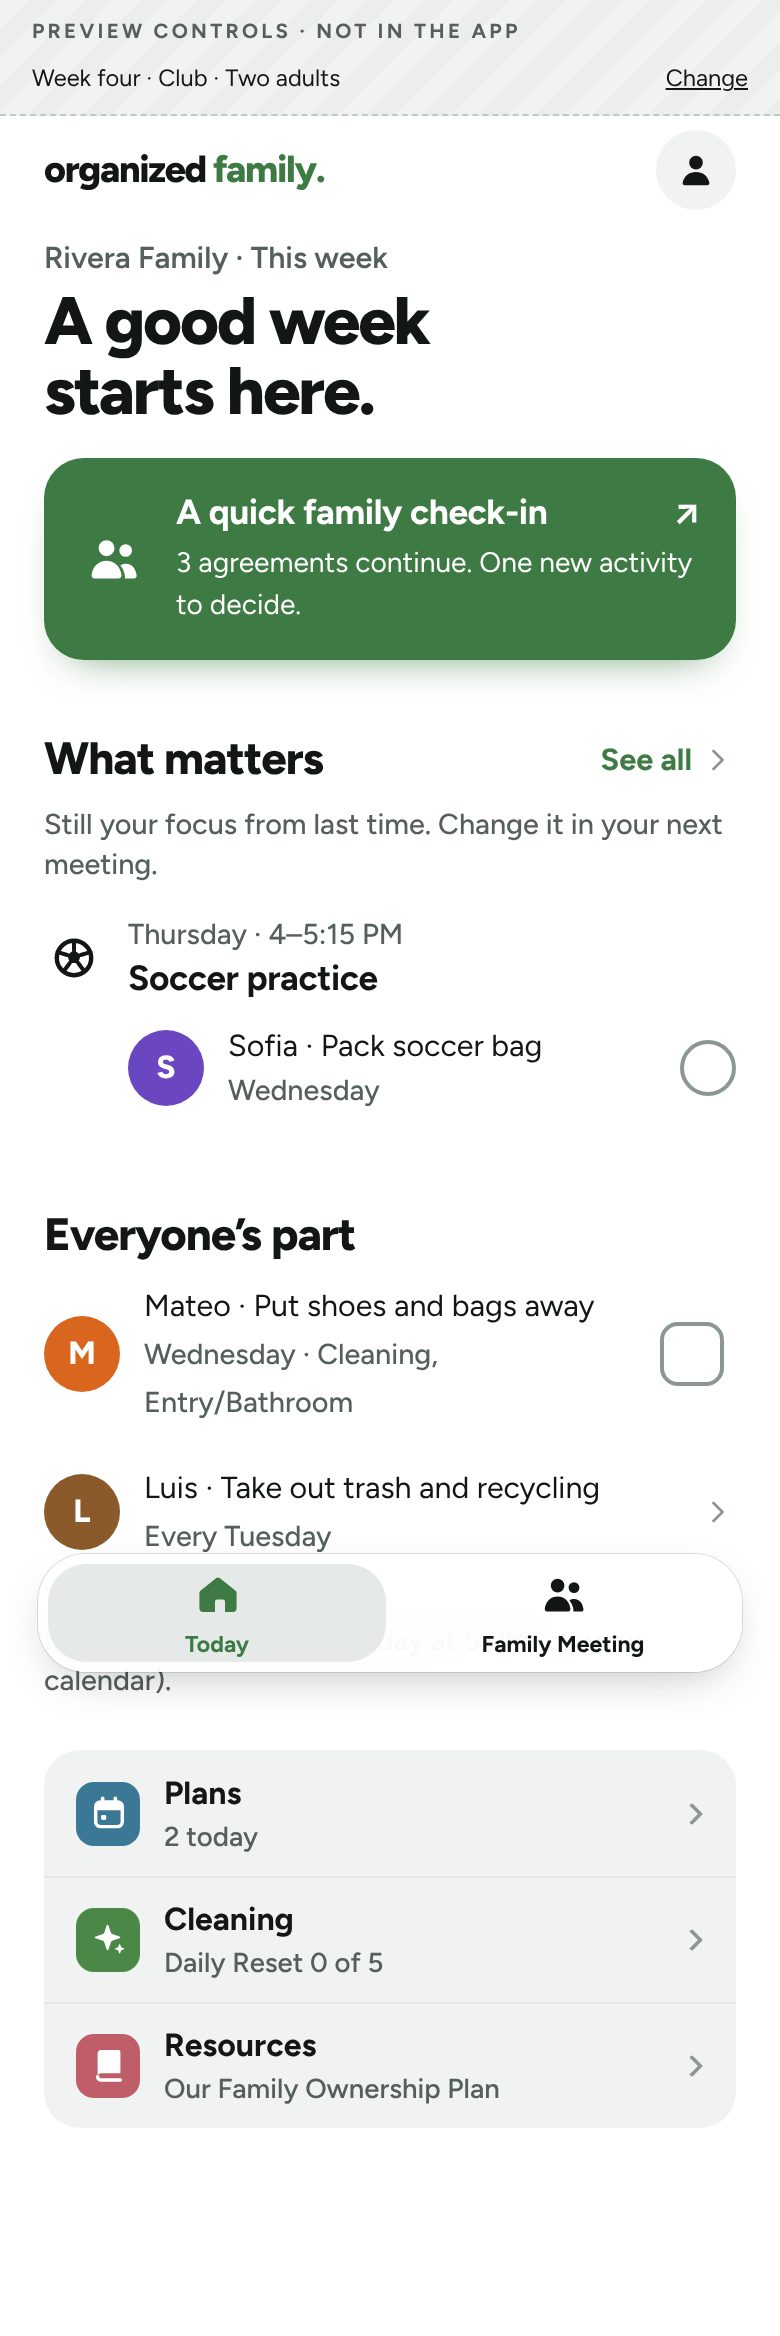 PREVIEW CONTROLS · NOT IN THE APP
Week four · Club · Two adults
Change
organized family.
Rivera Family · This week
A good week
starts here.
A quick family check-in
3 agreements continue. One new activity
to decide.
What matters
See all
Still your focus from last time. Change it in your next
meeting.
Thursday · 4–5:15 PM
Soccer practice
S
Sofia · Pack soccer bag
Wednesday
Everyone’s part
M
Mateo · Put shoes and bags away
Wednesday · Cleaning,
Entry/Bathroom
L
Luis · Take out trash and recycling
Every Tuesday
Today
Family Meeting
calendar).
Plans
2 today
Cleaning
Daily Reset 0 of 5
Resources
Our Family Ownership Plan